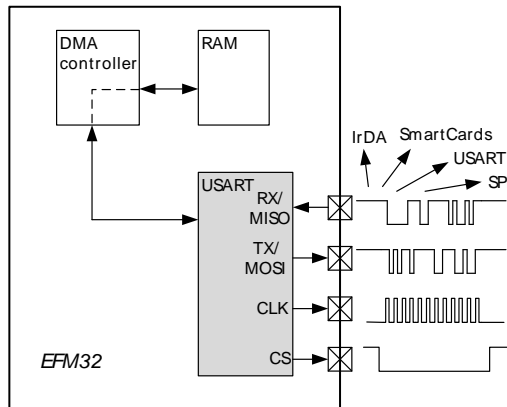 DMA
controller
RAM
IrDA
SmartCards
USART
SP
USART
RX/
MISO
TX/
MOSI
CLK
CS
EFM32